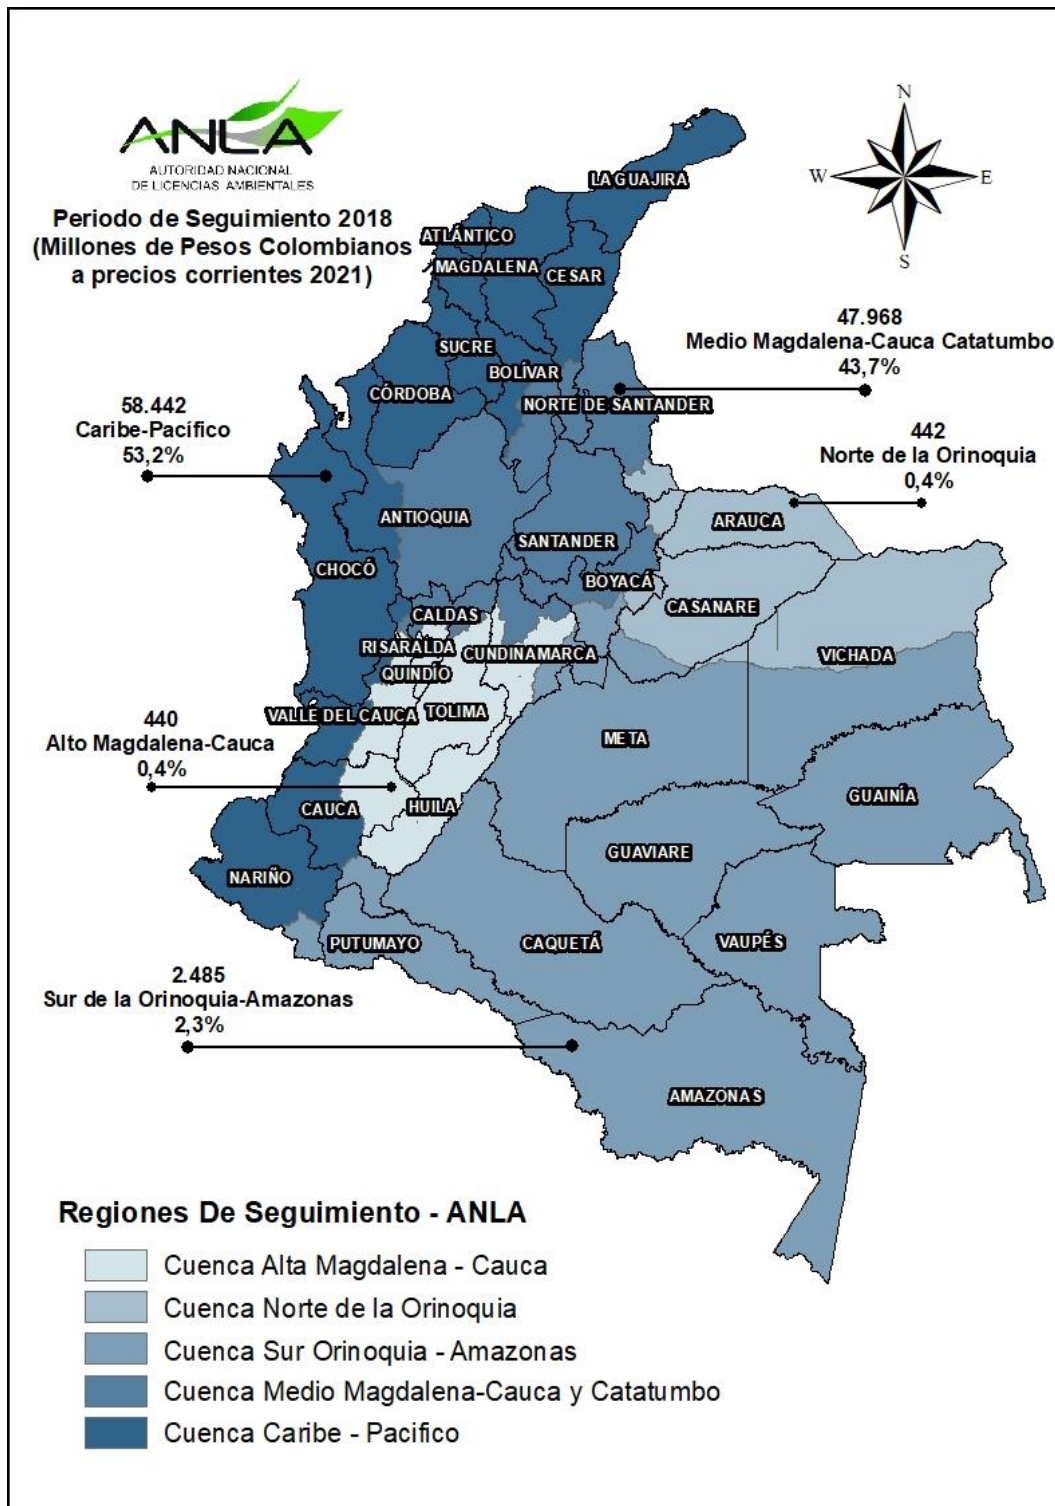 ANLA
AUTORIDAD NACIONAL
DE LICENCIAS AMBIENTALES
Periodo de Seguimiento 2018
(Millones de Pesos Colombianos
a precios corrientes 2021)
N
W
E
S
LA GUAJIRA
ATLÁNTICO
MAGDALENA
CESAR
47.968
Medio Magdalena-Cauca Catatumbo
43,7%
SUCRE
BOLÍVAR
CÓRDOBA
NORTE DE SANTANDER
58.442
Caribe-Pacífico
53,2%
442
Norte de la Orinoquia
0,4%
ANTIOQUIA
ARAUCA
SANTANDER
CHOCÓ
BOYACÁ
CASANARE
CALDAS
RISARALDA
CUNDINAMARCA
VICHADA
QUINDÍO
VALLE DEL CAUCA
TOLIMA
440
Alto Magdalena-Cauca
0,4%
META
CAUCA
HUILA
GUAINÍA
GUAVIARE
NARIÑO
PUTUMAYO
CAQUETÁ
VAUPÉS
2.485
Sur de la Orinoquia-Amazonas
2,3%
AMAZONAS
Regiones De Seguimiento - ANLA
Cuenca Alta Magdalena - Cauca
Cuenca Norte de la Orinoquia
Cuenca Sur Orinoquia - Amazonas
Cuenca Medio Magdalena-Cauca y Catatumbo
Cuenca Caribe - Pacifico